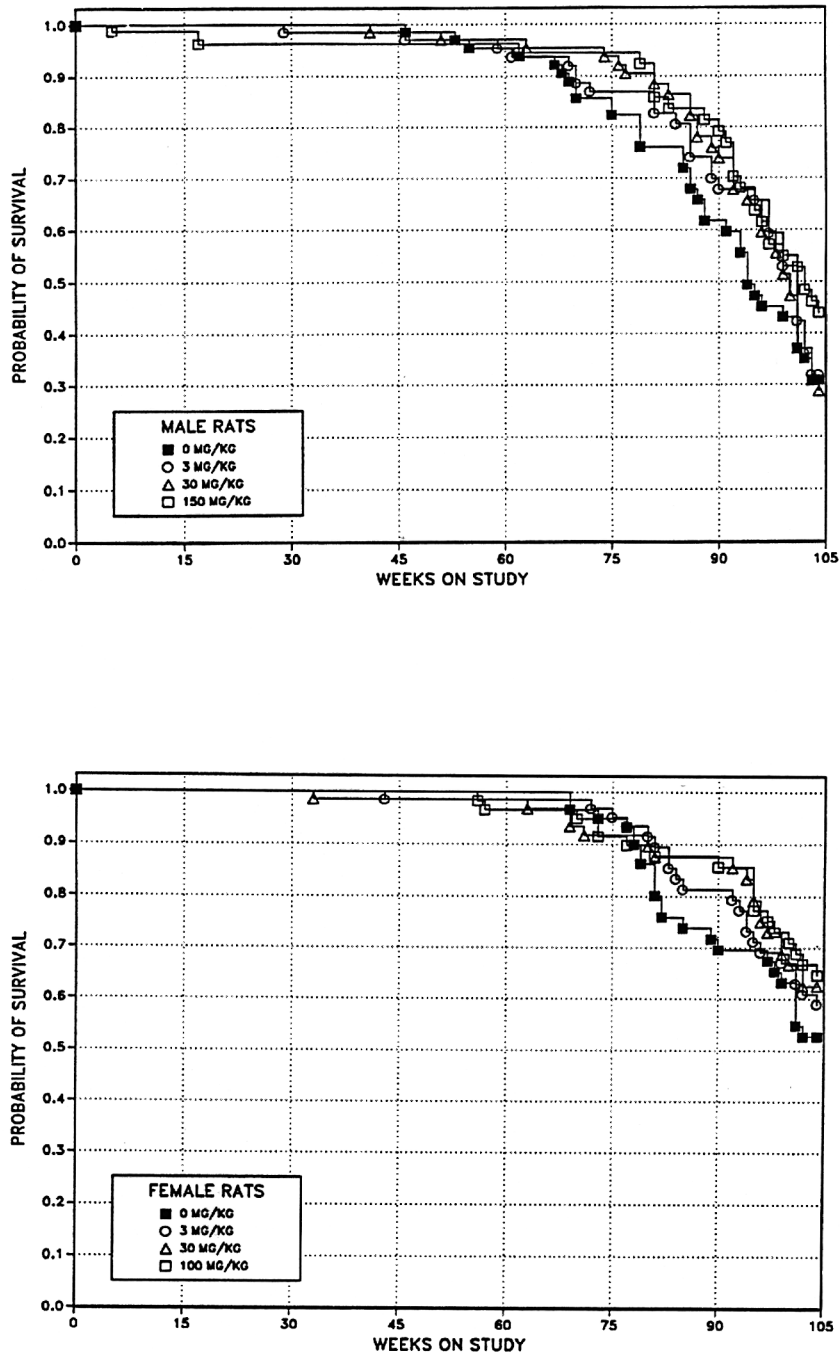 PROBABILITY OF SURVIVAL
1.0
0.9
0.8
0.7
0.6
0.5
0.4
0.3
0.2
0.1
0.0
MALE RATS
0 MG/KG
3 MG/KG
30 MG/KG
150 MG/KG
0 15 30 45 60 75 90 105
WEEKS ON STUDY
PROBABILITY OF SURVIVAL
1.0
0.9
0.8
0.7
0.6
0.5
0.4
0.3
0.2
0.1
0.0
FEMALE RATS
0 MG/KG
3 MG/KG
30 MG/KG
100 MG/KG
0 15 30 45 60 75 90 105
WEEKS ON STUDY